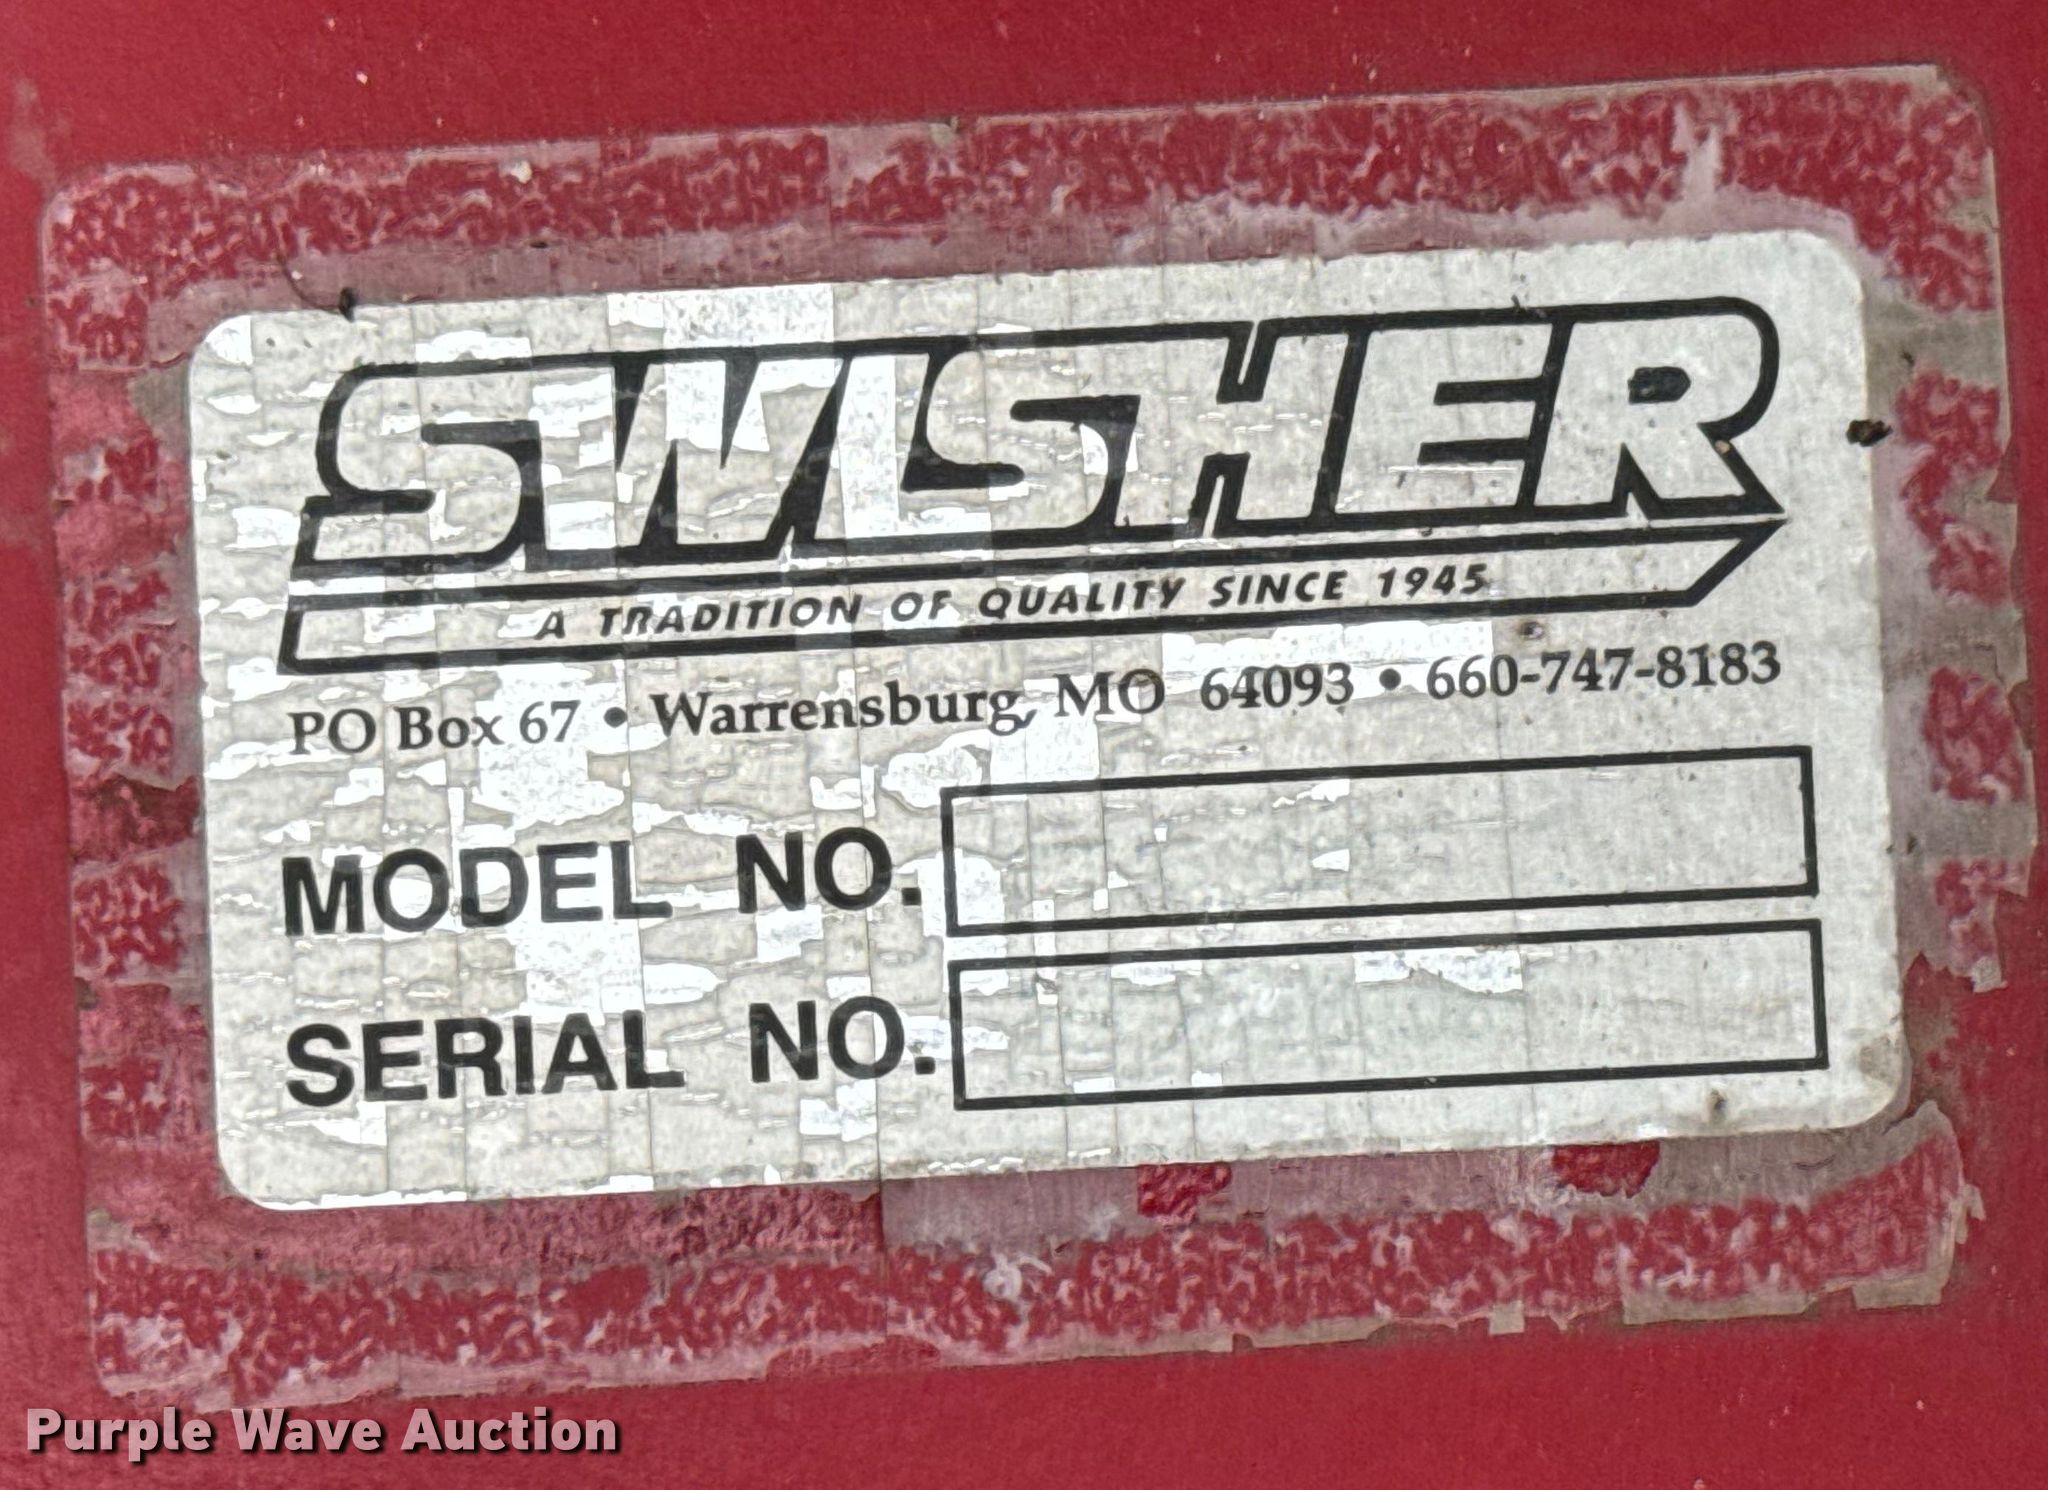 SWISHER
A TRADITION OF QUALITY SINCE 1945
PO Box 67 • Warrensburg, MO 64093 • 660-747-8183
MODEL NO.
SERIAL NO.
Purple Wave Auction